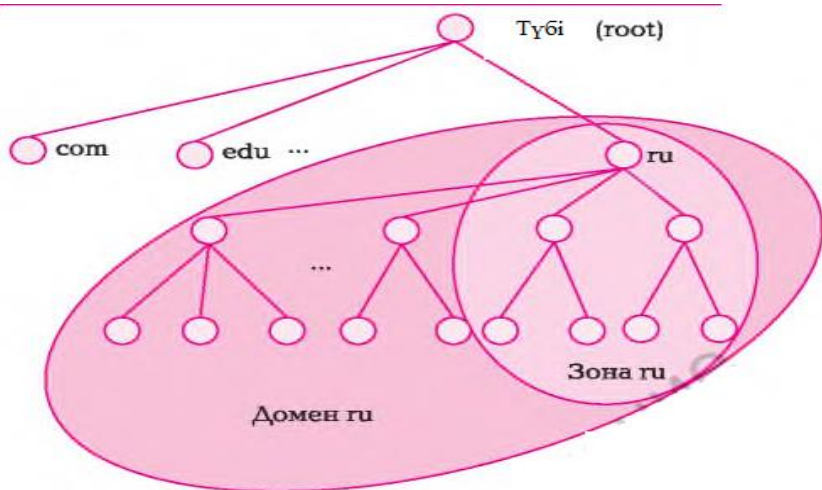 Түбі (root)
com
edu ...
ru
...
Зона ru
Домен ru